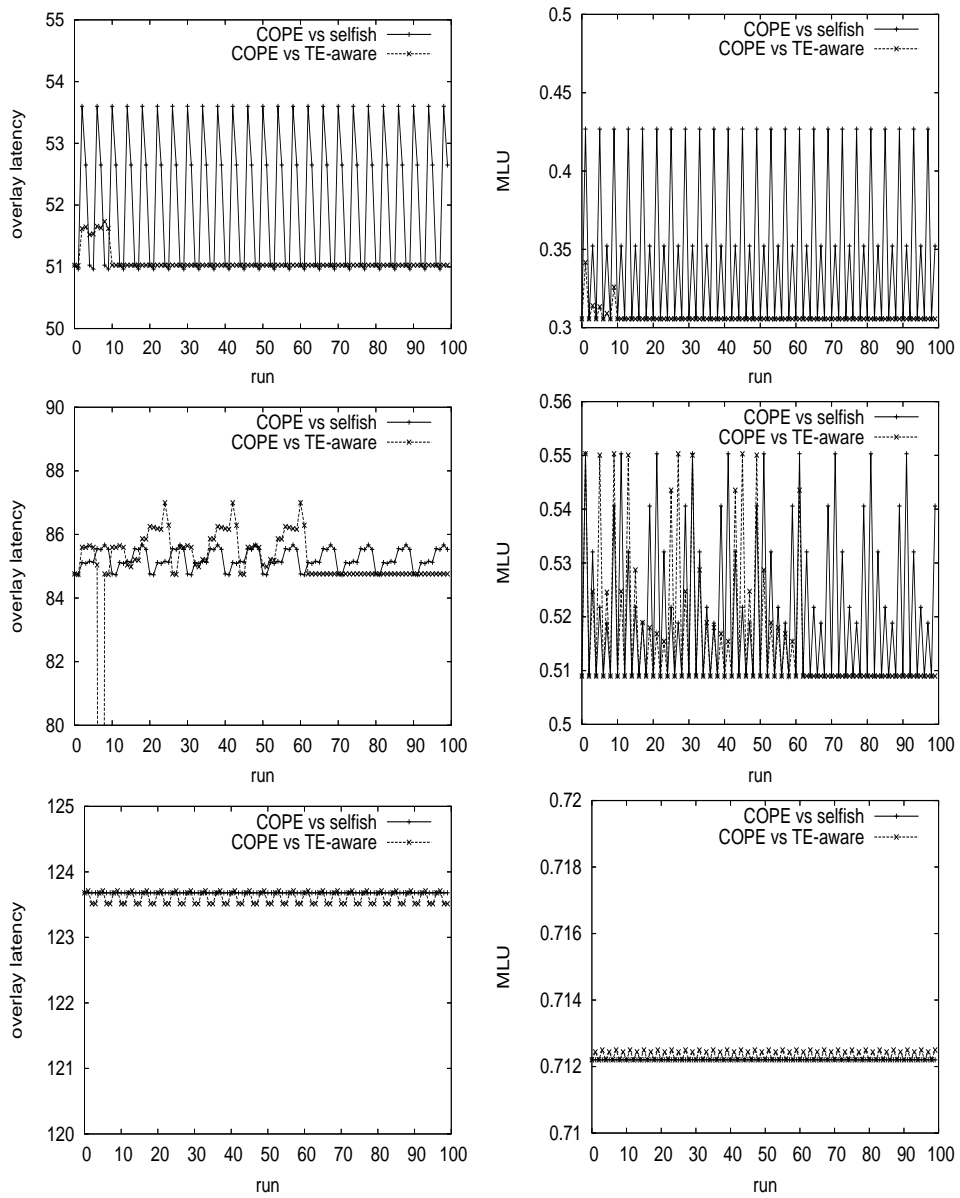 55
54
53
52
51
50
overlay latency
COPE vs selfish
COPE vs TE-aware
0 10 20 30 40 50 60 70 80 90 100
run
0.5
0.45
0.4
0.35
0.3
MLU
COPE vs selfish
COPE vs TE-aware
0 10 20 30 40 50 60 70 80 90 100
run
90
88
86
84
82
80
overlay latency
COPE vs selfish
COPE vs TE-aware
0 10 20 30 40 50 60 70 80 90 100
run
0.56
0.55
0.54
0.53
0.52
0.51
0.5
MLU
COPE vs selfish
COPE vs TE-aware
0 10 20 30 40 50 60 70 80 90 100
run
125
124
123
122
121
120
overlay latency
COPE vs selfish
COPE vs TE-aware
0 10 20 30 40 50 60 70 80 90 100
run
0.72
0.718
0.716
0.714
0.712
0.71
MLU
COPE vs selfish
COPE vs TE-aware
0 10 20 30 40 50 60 70 80 90 100
run